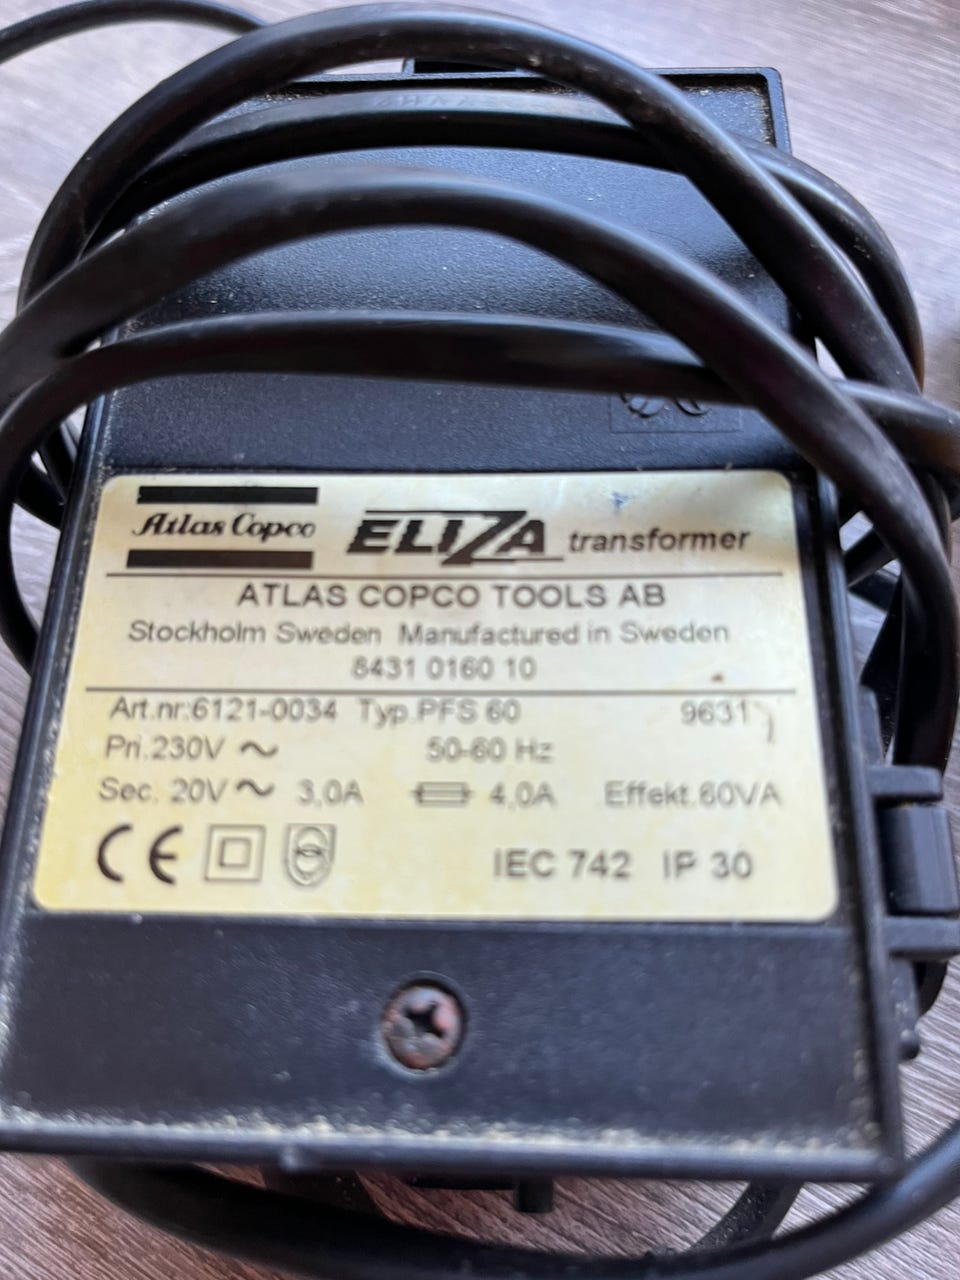 Atlas Copco ELIZA transformer
ATLAS COPCO TOOLS AB
Stockholm Sweden Manufactured in Sweden
8431 0160 10
Art.nr:6121-0034 Typ.PFS 60 9631
Pri.230V ~ 50-60 Hz
Sec. 20V ~ 3,0A 4,0A Effekt.60VA
CE IEC 742 IP 30